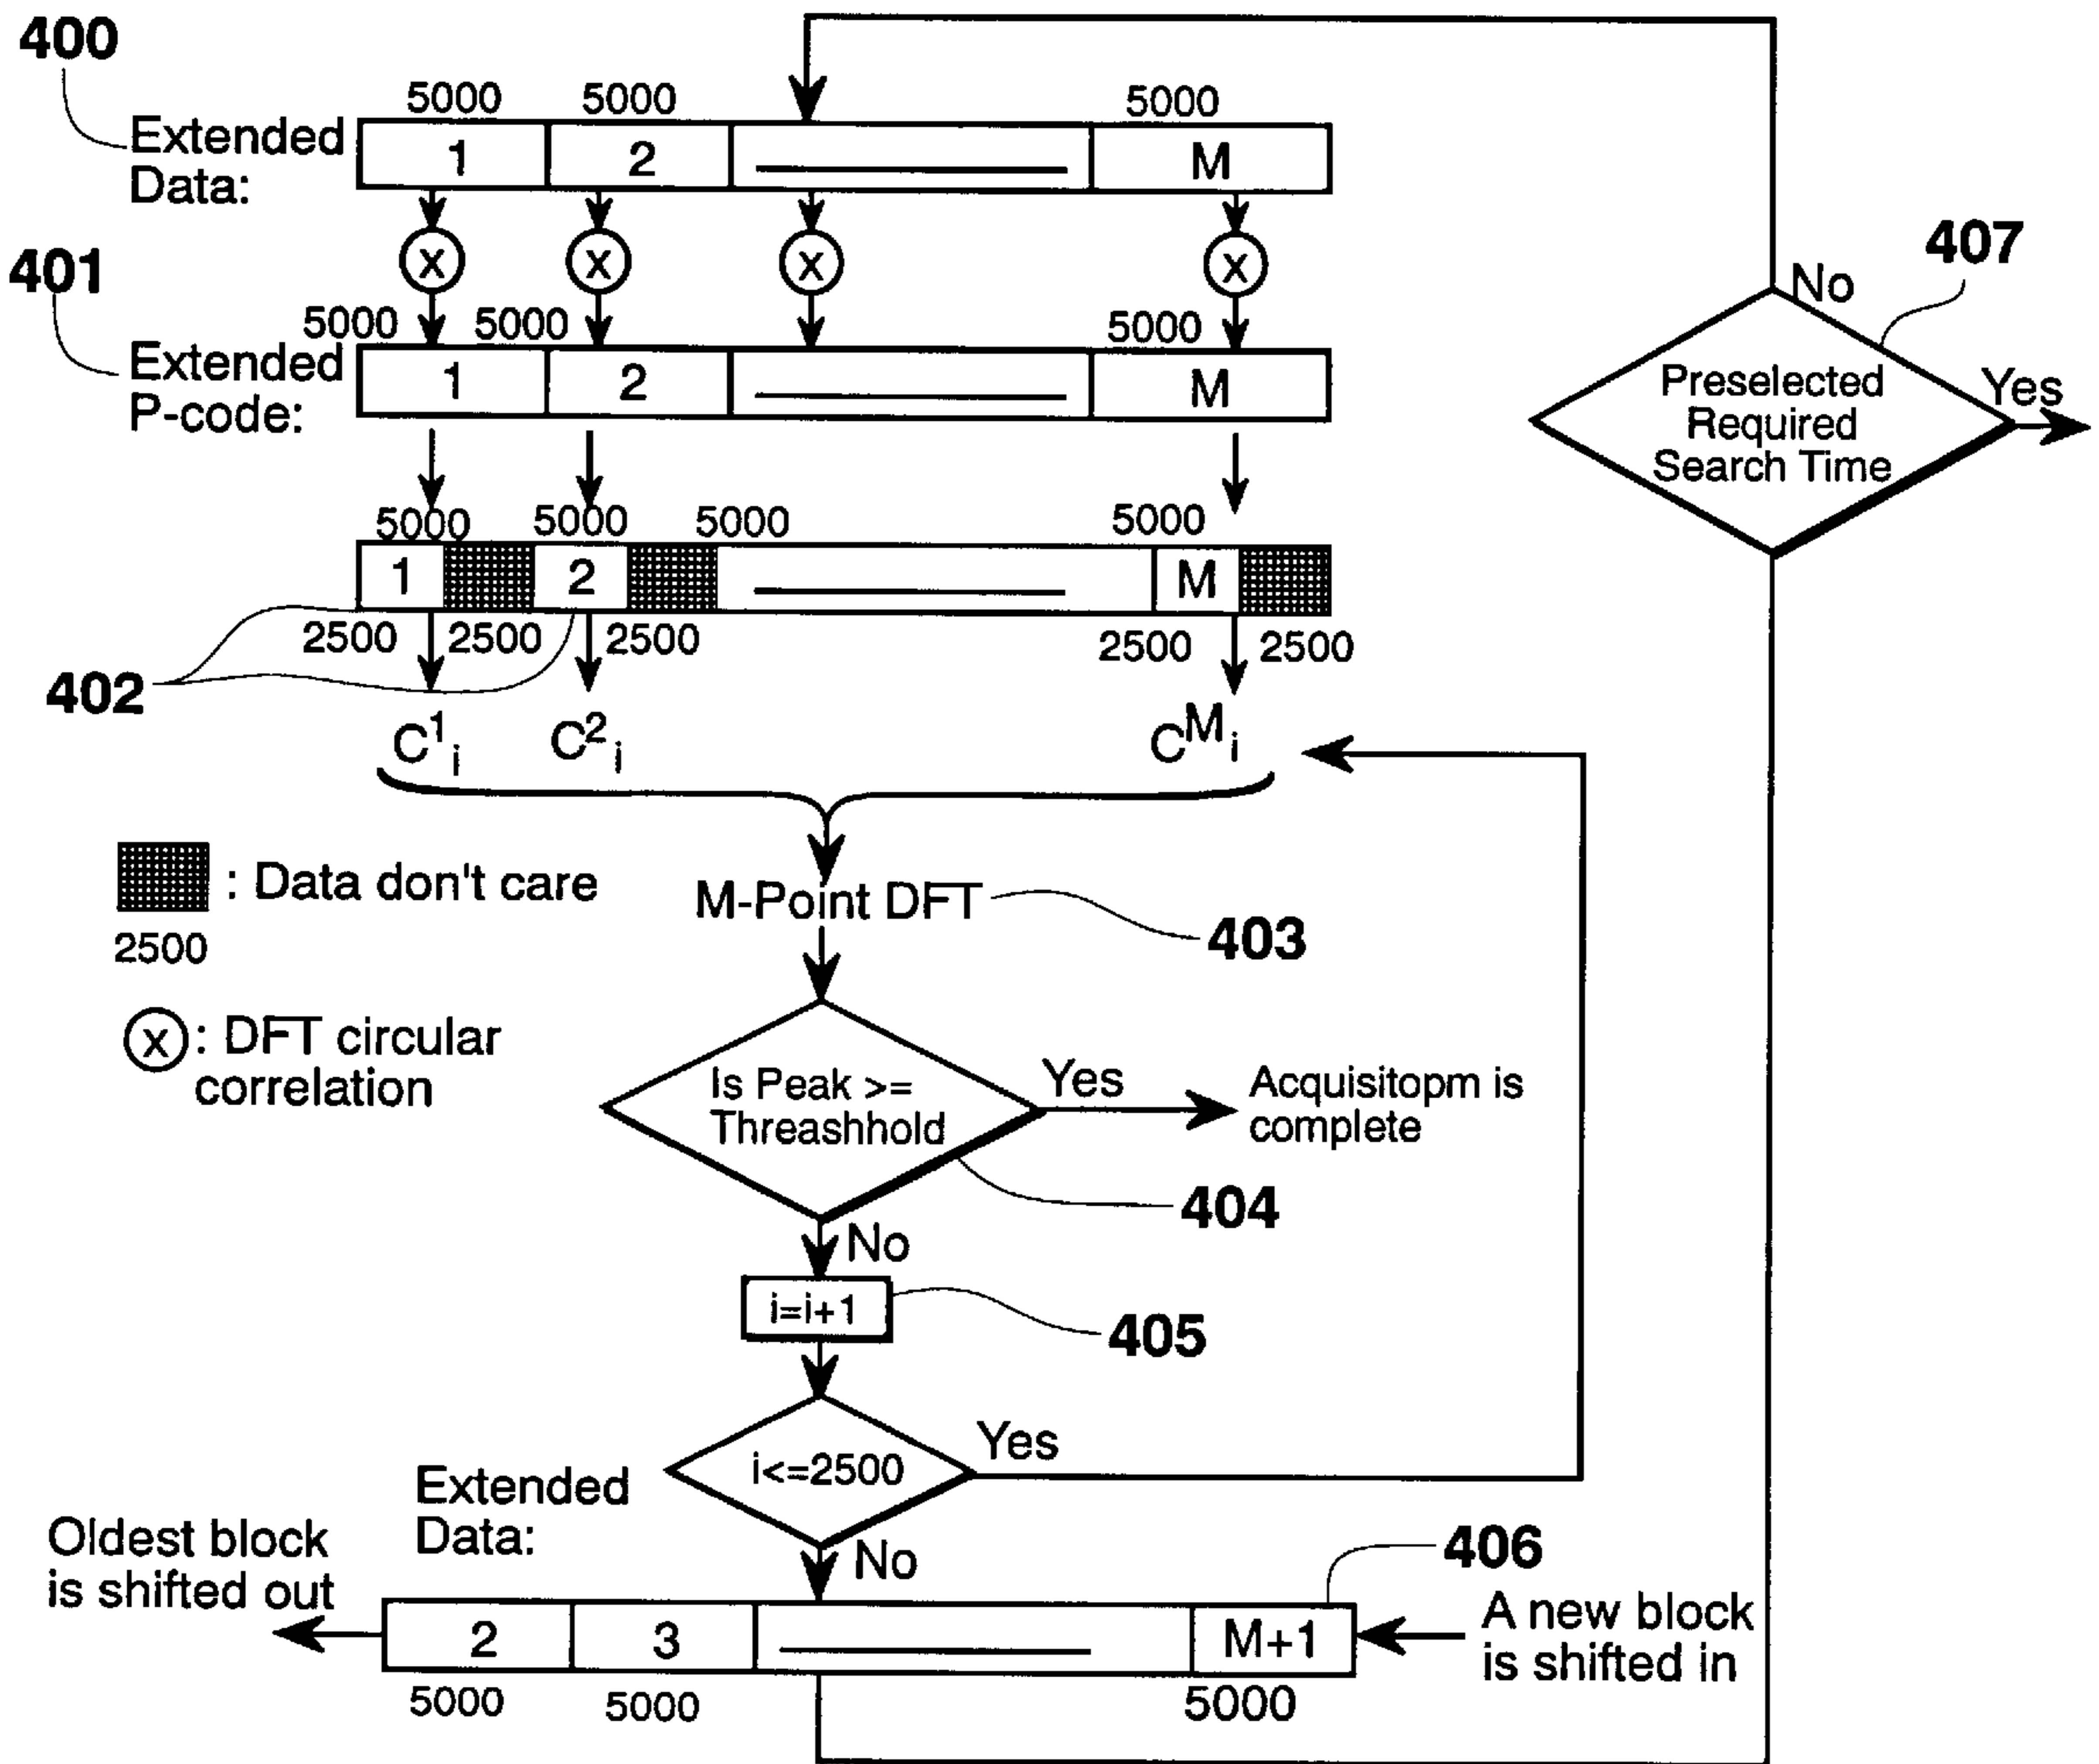 400
5000 5000 5000
Extended
Data:
1 2 M
x x x x
401
5000 5000 5000
Extended
P-code:
1 2 M
407
No
Preselected
Required
Search Time
Yes
5000 5000 5000 5000
1 2 M
2500 2500 2500 2500 2500
402
C1i C2i CMi
: Data don't care
2500
M-Point DFT
403
x : DFT circular
correlation
Is Peak >=
Threashhold
Yes
Acquisitopm is
complete
404
No
i=i+1
405
i<=2500
Yes
Extended
Data:
No
Oldest block
is shifted out
406
2 3 M+1
A new block
is shifted in
5000 5000 5000